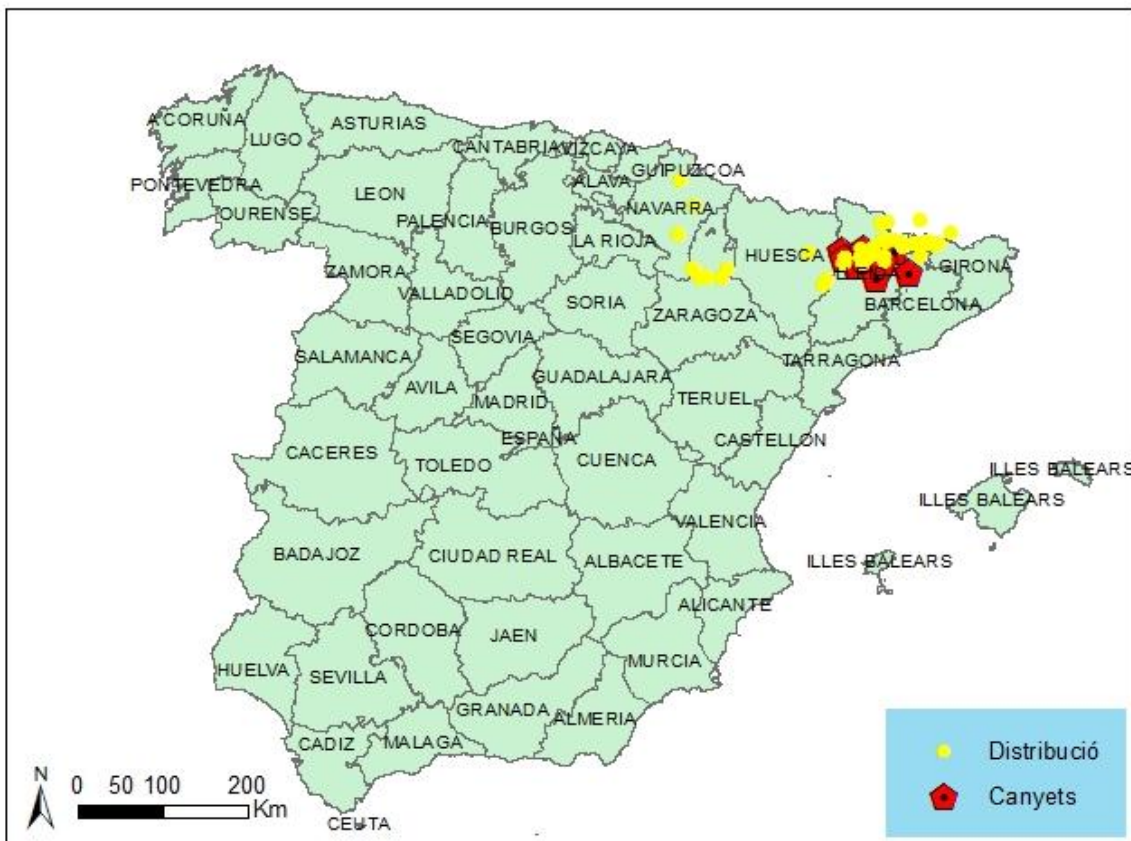 A CORUÑA
LUGO
ASTURIAS
CANTABRIA
VIZCAYA
GUIPUZCOA
PONTEVEDRA
OURENSE
LEON
PALENCIA
BURGOS
ALAVA
NAVARRA
LA RIOJA
HUESCA
LLEIDA
GIRONA
BARCELONA
ZAMORA
VALLADOLID
SORIA
ZARAGOZA
TARRAGONA
SEGOVIA
SALAMANCA
AVILA
MADRID
GUADALAJARA
TERUEL
CASTELLON
ESPAÑA
CACERES
TOLEDO
CUENCA
ILLES BALEARS
ILLES BALEARS
ILLES BALEARS
VALENCIA
BADAJOZ
CIUDAD REAL
ALBACETE
ALICANTE
CORDOBA
JAEN
MURCIA
HUELVA
SEVILLA
GRANADA
ALMERIA
CADIZ
MALAGA
CEUTA
N
0 50 100 200
Km
Distribució
Canyets